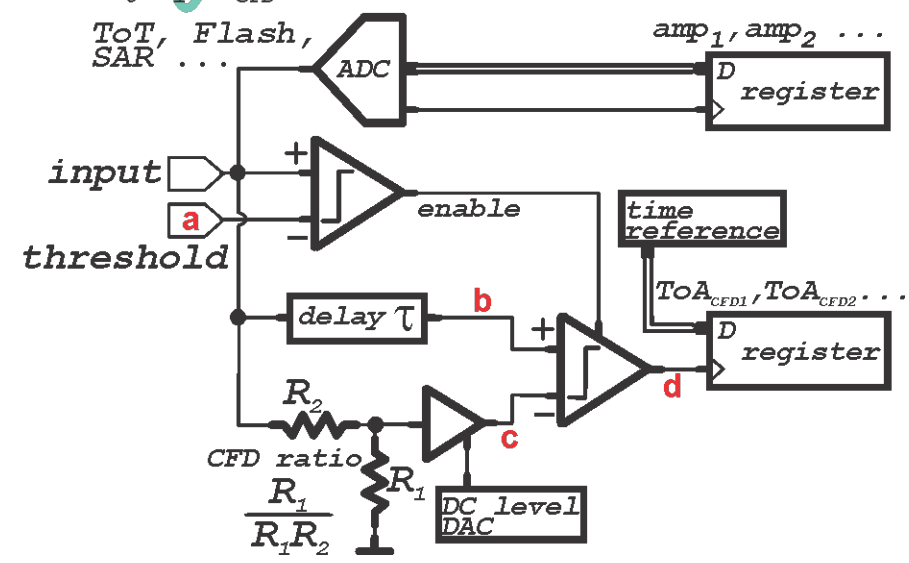 ToT, Flash,
SAR ...
ADC
amp1, amp2 ...
D
register
input
+
−
a
threshold
enable
time
reference
ToACFD1, ToACFD2...
D
register
delay τ
b
+
−
d
R2
c
CFD ratio
R1
R1
R1R2
DC level
DAC